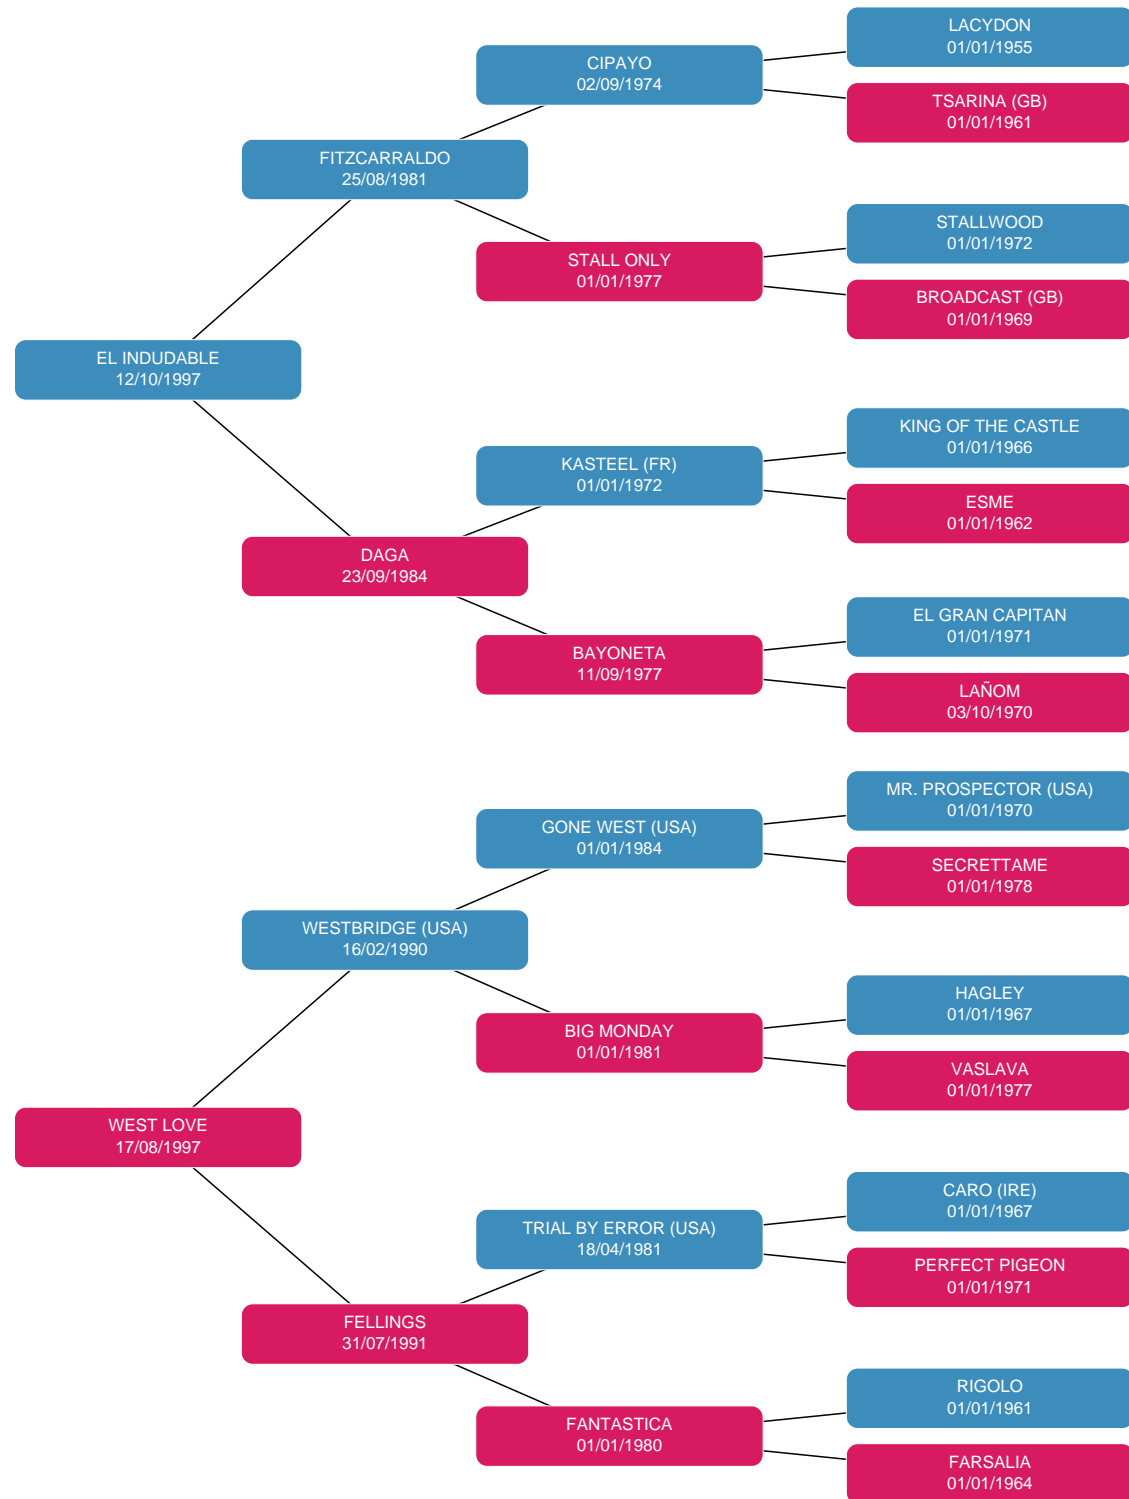 LACYDON
01/01/1955
CIPAYO
02/09/1974
TSARINA (GB)
01/01/1961
FITZCARRALDO
25/08/1981
STALLWOOD
01/01/1972
STALL ONLY
01/01/1977
BROADCAST (GB)
01/01/1969
EL INDUDABLE
12/10/1997
KING OF THE CASTLE
01/01/1966
KASTEEL (FR)
01/01/1972
ESME
01/01/1962
DAGA
23/09/1984
EL GRAN CAPITAN
01/01/1971
BAYONETA
11/09/1977
LAÑOM
03/10/1970
MR. PROSPECTOR (USA)
01/01/1970
GONE WEST (USA)
01/01/1984
SECRETTAME
01/01/1978
WESTBRIDGE (USA)
16/02/1990
HAGLEY
01/01/1967
BIG MONDAY
01/01/1981
VASLAVA
01/01/1977
WEST LOVE
17/08/1997
CARO (IRE)
01/01/1967
TRIAL BY ERROR (USA)
18/04/1981
PERFECT PIGEON
01/01/1971
FELLINGS
31/07/1991
RIGOLO
01/01/1961
FANTASTICA
01/01/1980
FARSALIA
01/01/1964